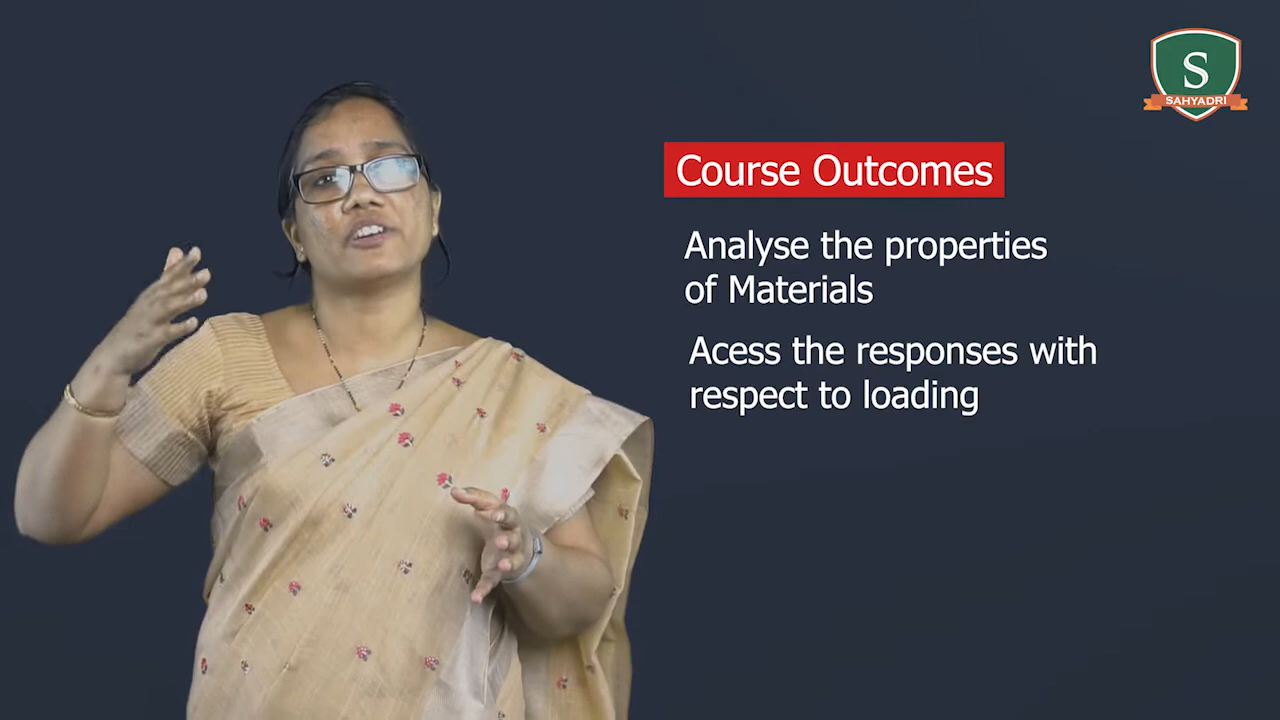 S
SAHYADRI
Course Outcomes
Analyse the properties
of Materials
Acess the responses with
respect to loading